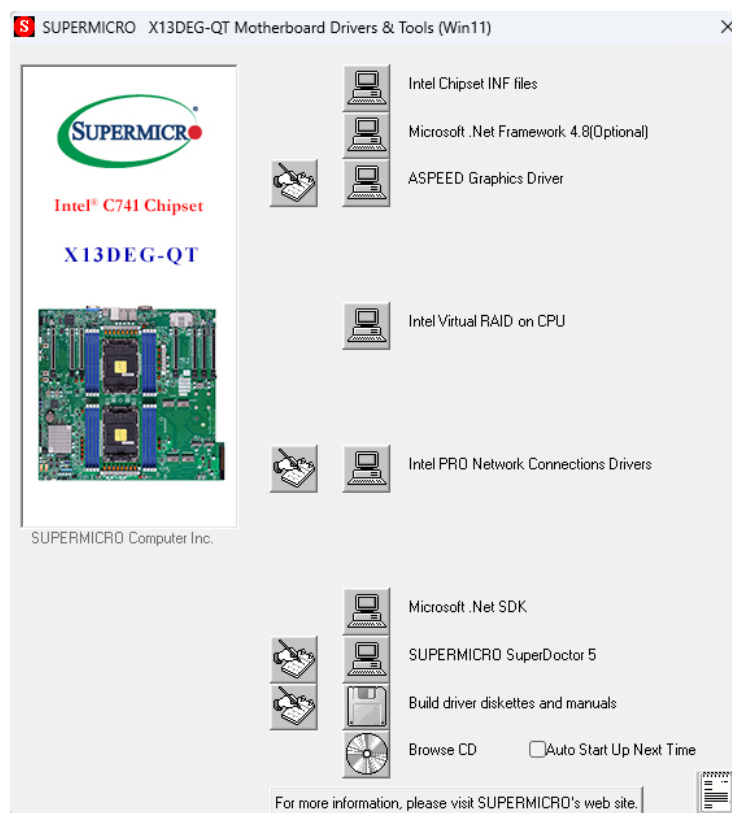 S SUPERMICRO X13DEG-QT Motherboard Drivers & Tools (Win11)
SUPERMICR
Intel® C741 Chipset
X13DEG-QT
SUPERMICRO Computer Inc.
Intel Chipset INF files
Microsoft .Net Framework 4.8(Optional)
ASPEED Graphics Driver
Intel Virtual RAID on CPU
Intel PRO Network Connections Drivers
Microsoft .Net SDK
SUPERMICRO SuperDoctor 5
Build driver diskettes and manuals
Browse CD Auto Start Up Next Time
For more information, please visit SUPERMICRO's web site.